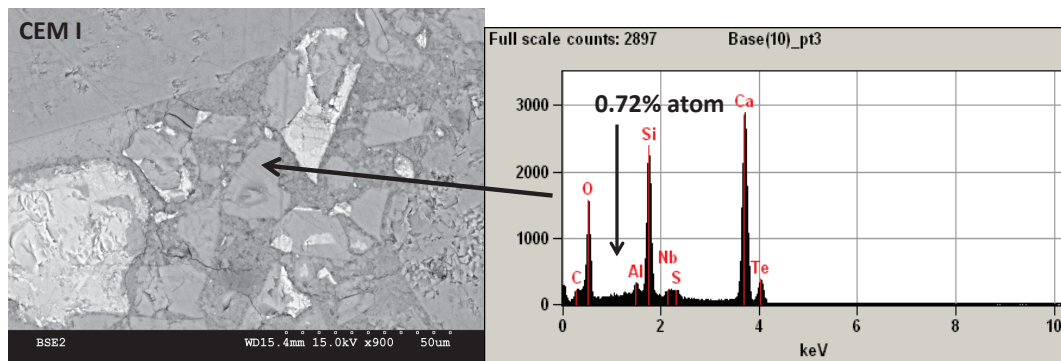 CEM I
BSE2 WD15.4mm 15.0kV x900 50um
Full scale counts: 2897 Base(10)_pt3
0.72% atom
3000
2000
1000
0
C
O
Al
Si
Nb
S
Ca
Te
0 2 4 6 8 10
keV